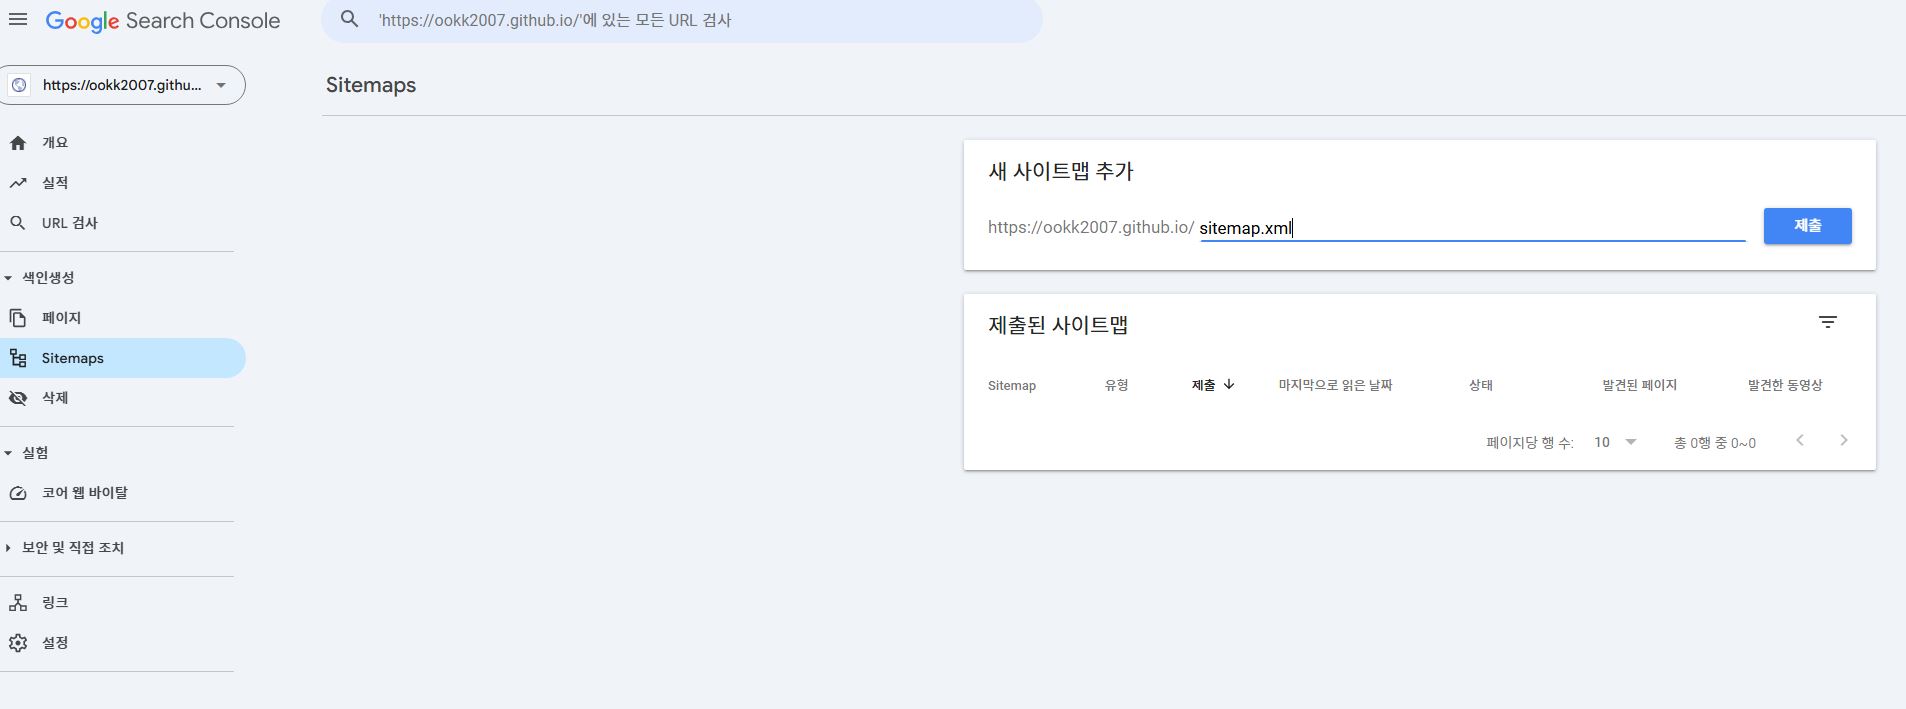 Google Search Console
'https://ookk2007.github.io/'에 있는 모든 URL 검사
https://ookk2007.githu...
Sitemaps
개요
실적
URL 검사
색인생성
페이지
Sitemaps
삭제
실험
코어 웹 바이탈
보안 및 직접 조치
링크
설정
새 사이트맵 추가
https://ookk2007.github.io/ sitemap.xml
제출
제출된 사이트맵
Sitemap 유형 제출 마지막으로 읽은 날짜 상태 발견된 페이지 발견한 동영상
페이지당 행 수: 10 총 0행 중 0~0